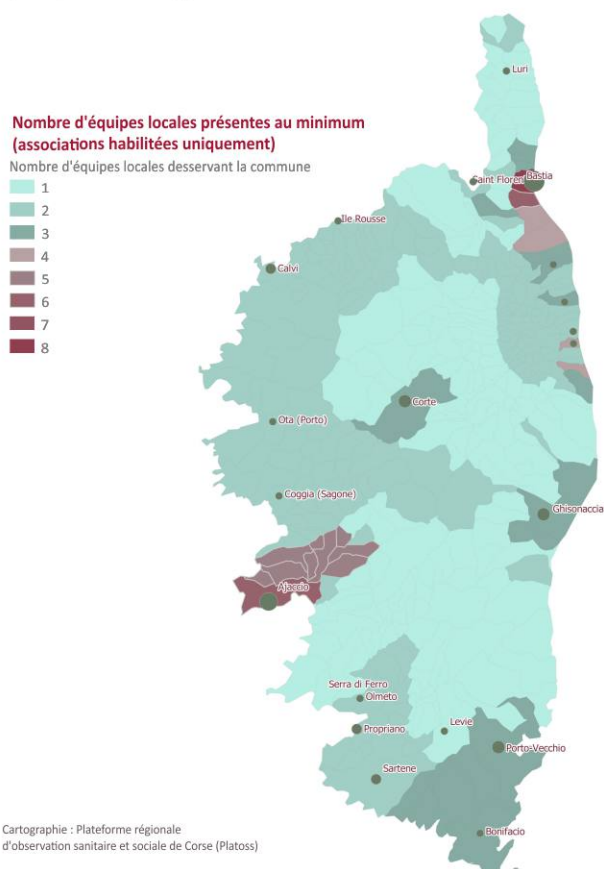 Luri
Nombre d'équipes locales présentes au minimum
(associations habilitées uniquement)
Nombre d'équipes locales desservant la commune
1
2
3
4
5
6
7
8
Saint Floren
Bastia
Ile Rousse
Calvi
Corte
Ota (Porto)
Coggia (Sagone)
Ghisonaccia
Ajaccio
Serra di Ferro
Olmeto
Propriano
Levie
Porto-Vecchio
Sartene
Bonifacio
Cartographie : Plateforme régionale
d'observation sanitaire et sociale de Corse (Platoss)